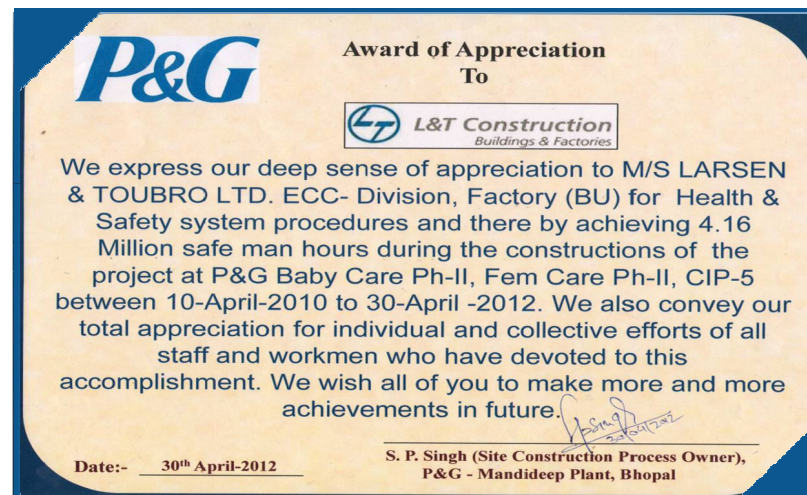 P&G
Award of Appreciation
To
LT L&T Construction
Buildings & Factories
We express our deep sense of appreciation to M/S LARSEN
& TOUBRO LTD. ECC- Division, Factory (BU) for Health &
Safety system procedures and there by achieving 4.16
Million safe man hours during the constructions of the
project at P&G Baby Care Ph-II, Fem Care Ph-II, CIP-5
between 10-April-2010 to 30-April -2012. We also convey our
total appreciation for individual and collective efforts of all
staff and workmen who have devoted to this
accomplishment. We wish all of you to make more and more
achievements in future.
30/04/2012
Date:- 30th April-2012
S. P. Singh (Site Construction Process Owner),
P&G - Mandideep Plant, Bhopal